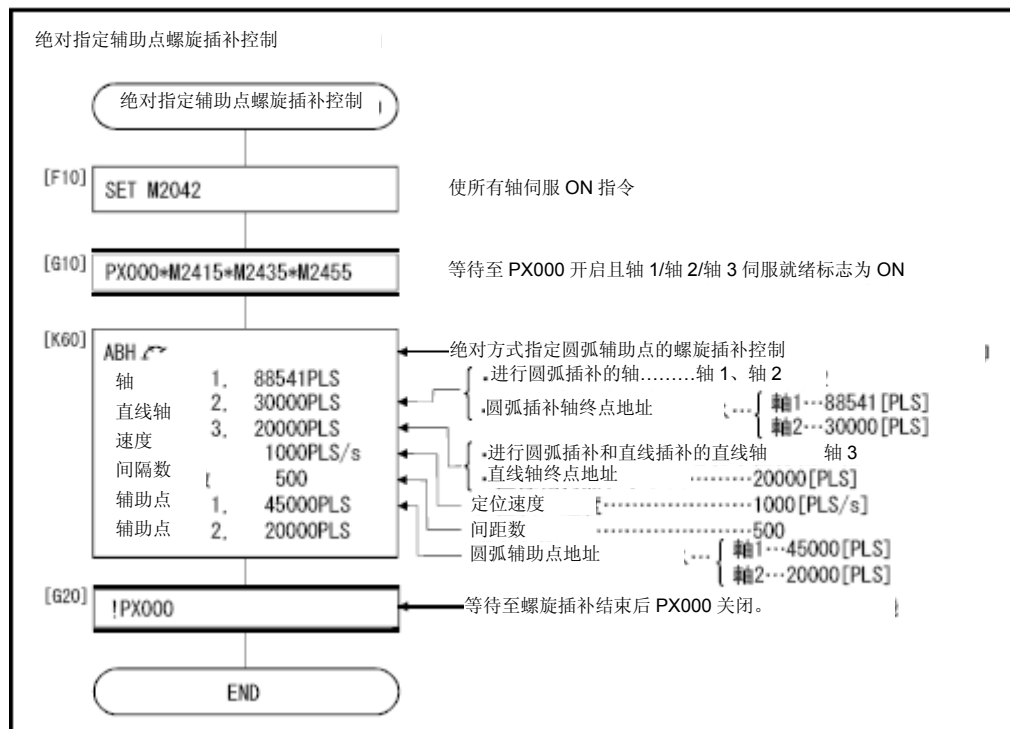 绝对指定辅助点螺旋插补控制
绝对指定辅助点螺旋插补控制
[F10] SET M2042 使所有轴伺服 ON 指令
[G10] PX000*M2415*M2435*M2455 等待至 PX000 开启且轴 1/轴 2/轴 3 伺服就绪标志为 ON
[K60] ABH 绝对方式指定圆弧辅助点的螺旋插补控制
轴 1, 88541PLS
2, 30000PLS
直线轴 3, 20000PLS
速度 1000PLS/s
间隔数 500
辅助点 1, 45000PLS
辅助点 2, 20000PLS
进行圆弧插补的轴………轴 1、轴 2
圆弧插补轴终点地址 … 軸1…88541[PLS]
軸2…30000[PLS]
进行圆弧插补和直线插补的直线轴 轴 3
直线轴终点地址 ………20000[PLS]
定位速度 ……………………1000[PLS/s]
间距数 ……………………500
圆弧辅助点地址 … 軸1…45000[PLS]
軸2…20000[PLS]
[G20] !PX000 等待至螺旋插补结束后 PX000 关闭。
END